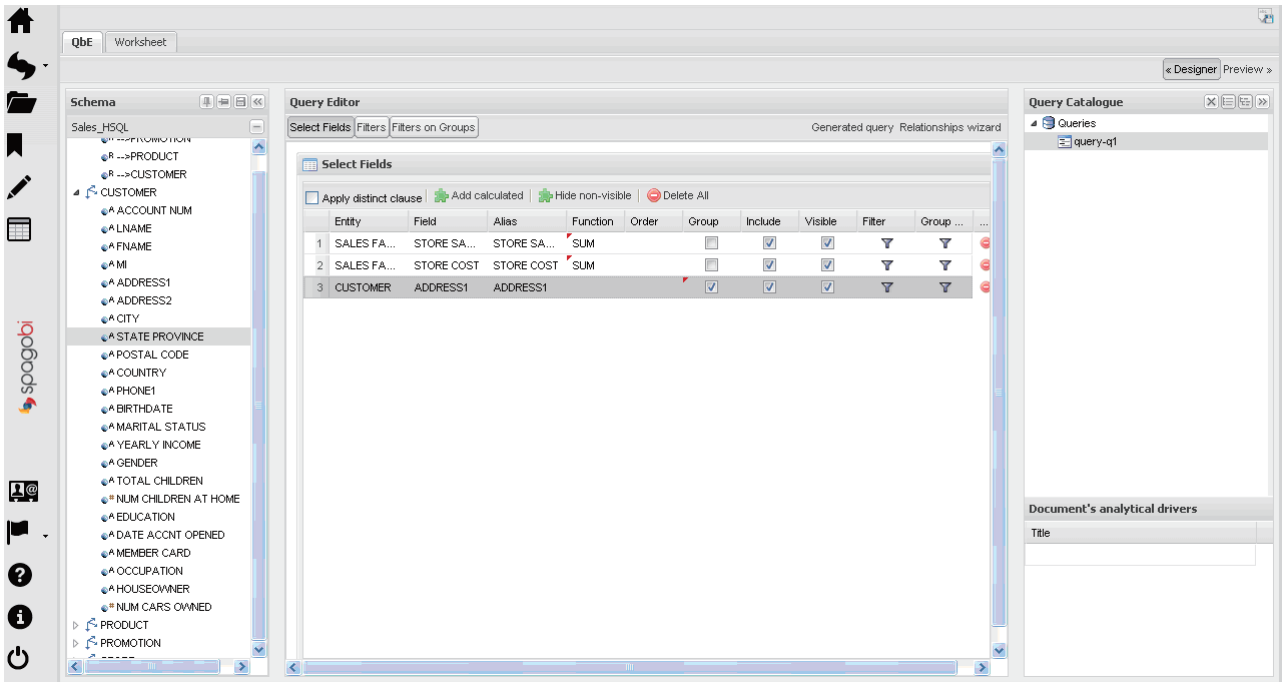 QbE Worksheet
« Designer Preview »
Schema
Sales_HSQL
R -->PROMOTION
R -->PRODUCT
R -->CUSTOMER
CUSTOMER
A ACCOUNT NUM
A LNAME
A FNAME
A MI
A ADDRESS1
A ADDRESS2
A CITY
A STATE PROVINCE
A POSTAL CODE
A COUNTRY
A PHONE1
A BIRTHDATE
A MARITAL STATUS
A YEARLY INCOME
A GENDER
A TOTAL CHILDREN
# NUM CHILDREN AT HOME
A EDUCATION
A DATE ACCNT OPENED
A MEMBER CARD
A OCCUPATION
A HOUSEOWNER
# NUM CARS OWNED
PRODUCT
PROMOTION
Query Editor
Select Fields Filters Filters on Groups Generated query Relationships wizard
Select Fields
Apply distinct clause Add calculated Hide non-visible Delete All
Entity Field Alias Function Order Group Include Visible Filter Group ... ...
1 SALES FA... STORE SA... STORE SA... SUM
2 SALES FA... STORE COST STORE COST SUM
3 CUSTOMER ADDRESS1 ADDRESS1
Query Catalogue
Queries
query-q1
Document's analytical drivers
Title
spagobi